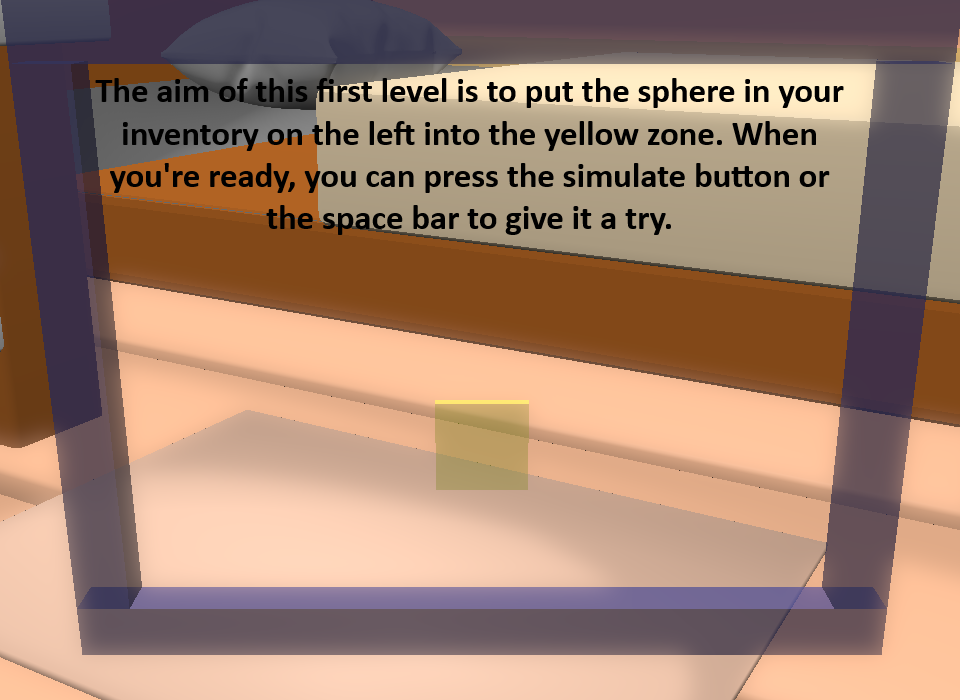 The aim of this first level is to put the sphere in your
inventory on the left into the yellow zone. When
you're ready, you can press the simulate button or
the space bar to give it a try.